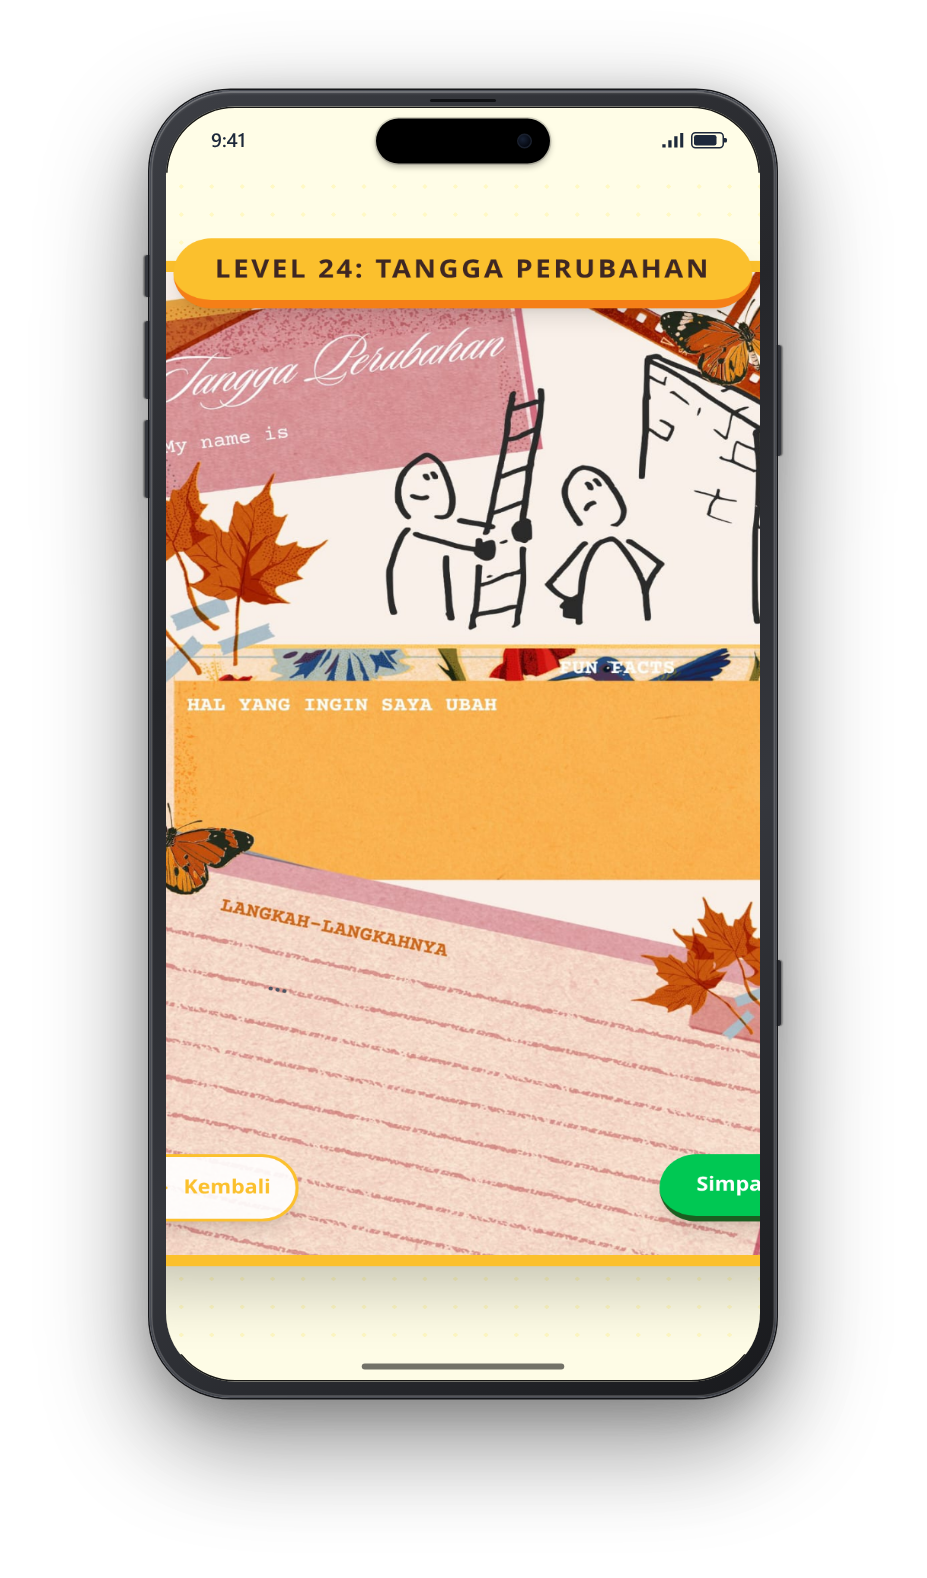 9:41
LEVEL 24: TANGGA PERUBAHAN
Tangga Perubahan
My name is
FUN FACTS
HAL YANG INGIN SAYA UBAH
LANGKAH-LANGKAHNYA
...
Kembali
Simpa